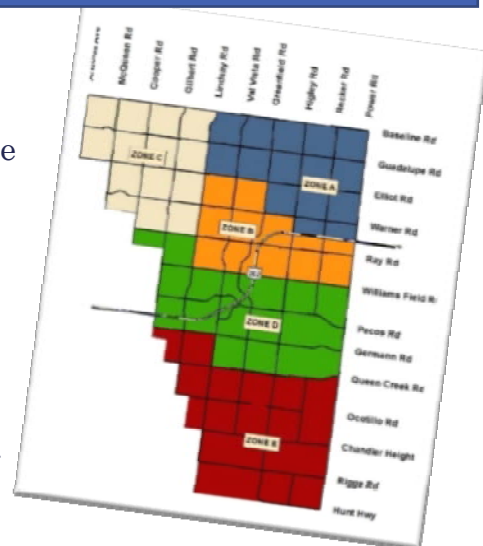 McQueen Rd
Cooper Rd
Gilbert Rd
Lindsay Rd
Val Vista Rd
Greenfield Rd
Higley Rd
Recker Rd
Power Rd
Baseline Rd
Guadalupe Rd
Elliot Rd
Warner Rd
Ray Rd
Williams Field R
Pecos Rd
Germann Rd
Queen Creek Rd
Ocotillo Rd
Chandler Height
Riggs Rd
Hunt Hwy
e
ZONE C
ZONE A
ZONE B
ZONE D
ZONE E